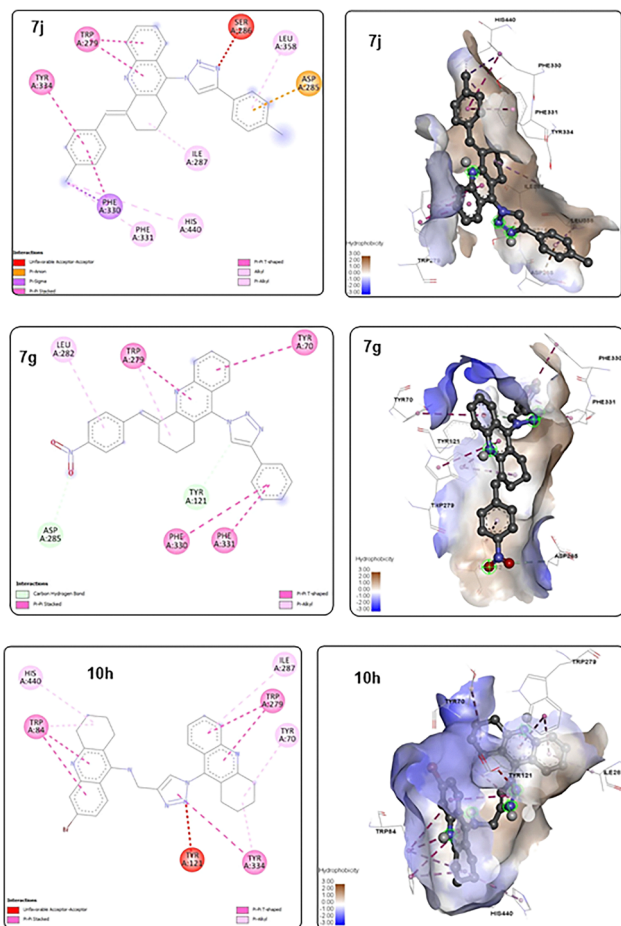 7j
TRP
A:279
SER
A:286
LEU
A:358
TYR
A:334
ASP
A:285
ILE
A:287
PHE
A:330
PHE
A:331
HIS
A:440
Interactions
Unfavorable Acceptor-Acceptor
Pi-Anion
Pi-Sigma
Pi-Pi Stacked
Pi-Pi T-shaped
Alkyl
Pi-Alkyl
7j
HIS440
PHE330
PHE331
TYR334
Hydrophobicity
3.00
2.00
1.00
0.00
-1.00
-2.00
-3.00
7g
LEU
A:282
TRP
A:279
TYR
A:70
TYR
A:121
ASP
A:285
PHE
A:330
PHE
A:331
Interactions
Carbon Hydrogen Bond
Pi-Pi Stacked
Pi-Pi T-shaped
Pi-Alkyl
7g
PHE330
PHE331
TYR70
TYR121
TRP279
ASP285
Hydrophobicity
3.00
2.00
1.00
0.00
-1.00
-2.00
-3.00
10h
HIS
A:440
ILE
A:287
TRP
A:279
TRP
A:84
TYR
A:70
Br
TYR
A:121
TYR
A:334
Interactions
Unfavorable Acceptor-Acceptor
Pi-Pi Stacked
Pi-Pi T-shaped
Pi-Alkyl
10h
TRP279
TYR70
TYR121
TRP84
HIS440
Hydrophobicity
3.00
2.00
1.00
0.00
-1.00
-2.00
-3.00